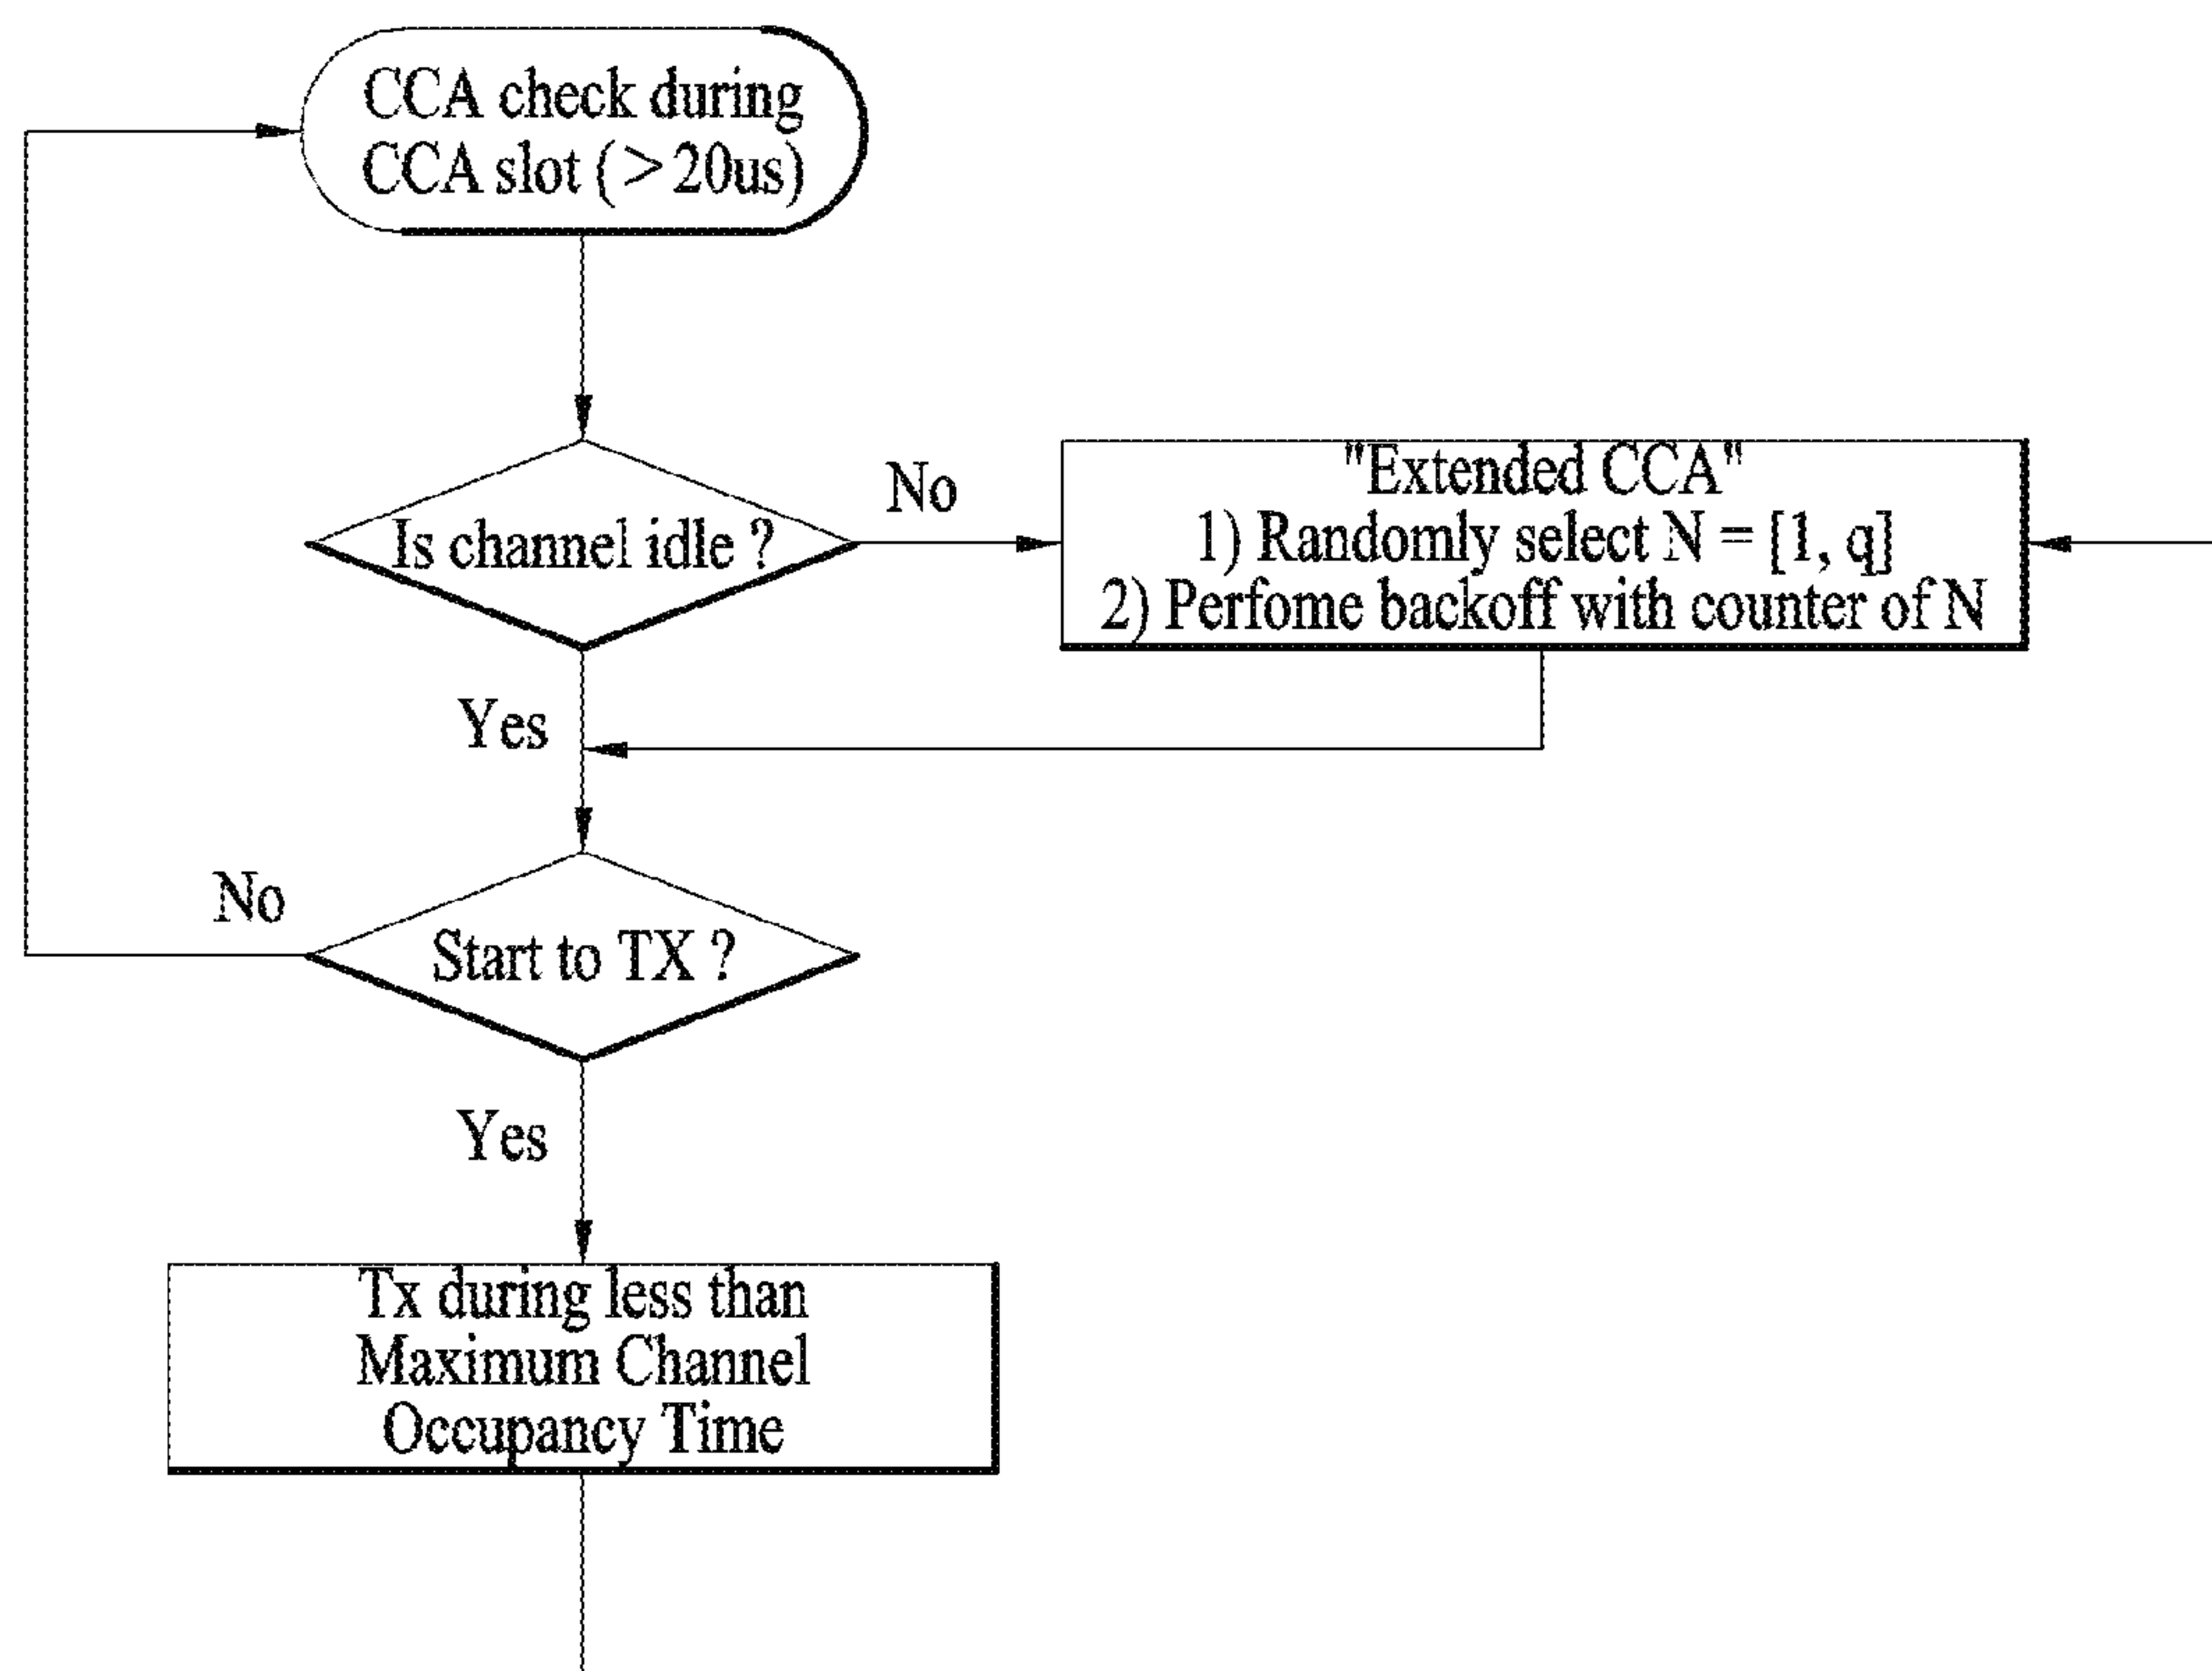 CCA check during
CCA slot (>20us)
Is channel idle ?
No
"Extended CCA"
1) Randomly select N = [1, q]
2) Perfome backoff with counter of N
Yes
No
Start to TX ?
Yes
Tx during less than
Maximum Channel
Occupancy Time